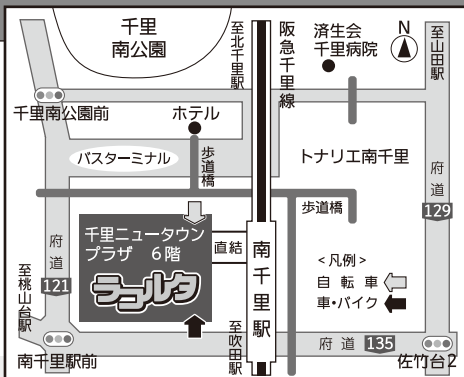 千里
南公園
至北千里駅
阪急千里線
済生会
千里病院
N
至山田駅
千里南公園前
ホテル
バスターミナル
歩道橋
トナリエ南千里
府道
129
歩道橋
千里ニュータウン
プラザ 6階
ラコルタ
直結
南千里駅
<凡例>
自転車
車・バイク
府道
121
至桃山台駅
南千里駅前
至吹田駅
府道 135
佐竹台2